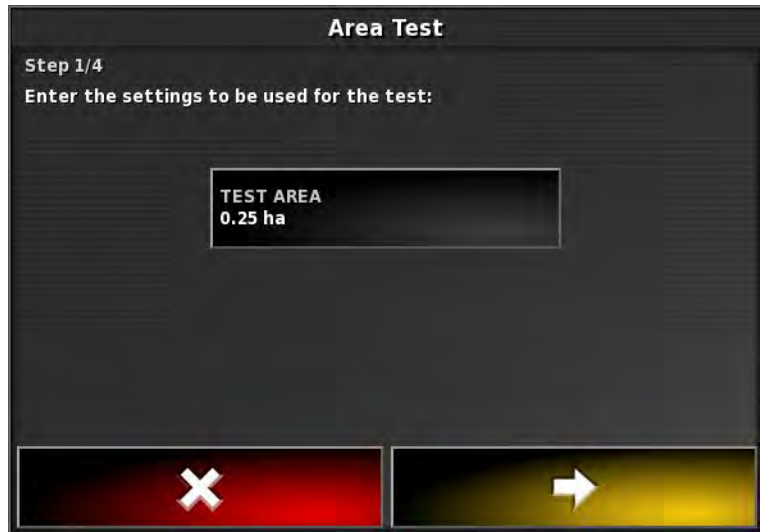 Area Test
Step 1/4
Enter the settings to be used for the test:
TEST AREA
0.25 ha